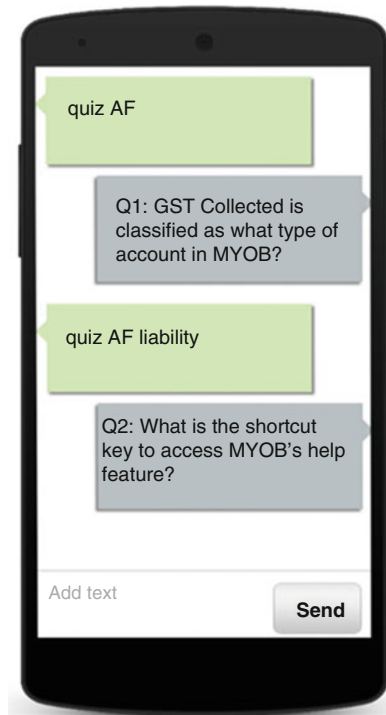 quiz AF
Q1: GST Collected is
classified as what type of
account in MYOB?
quiz AF liability
Q2: What is the shortcut
key to access MYOB's help
feature?
Add text
Send